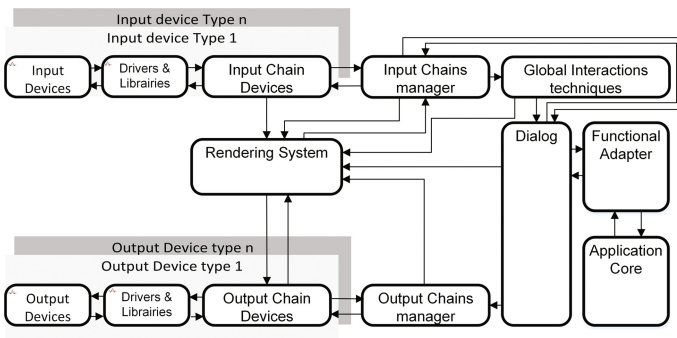 Input device Type n
Input device Type 1
Input
Devices
Drivers &
Librairies
Input Chain
Devices
Input Chains
manager
Global Interactions
techniques
Rendering System
Dialog
Functional
Adapter
Application
Core
Output Device type n
Output Device type 1
Output
Devices
Drivers &
Librairies
Output Chain
Devices
Output Chains
manager